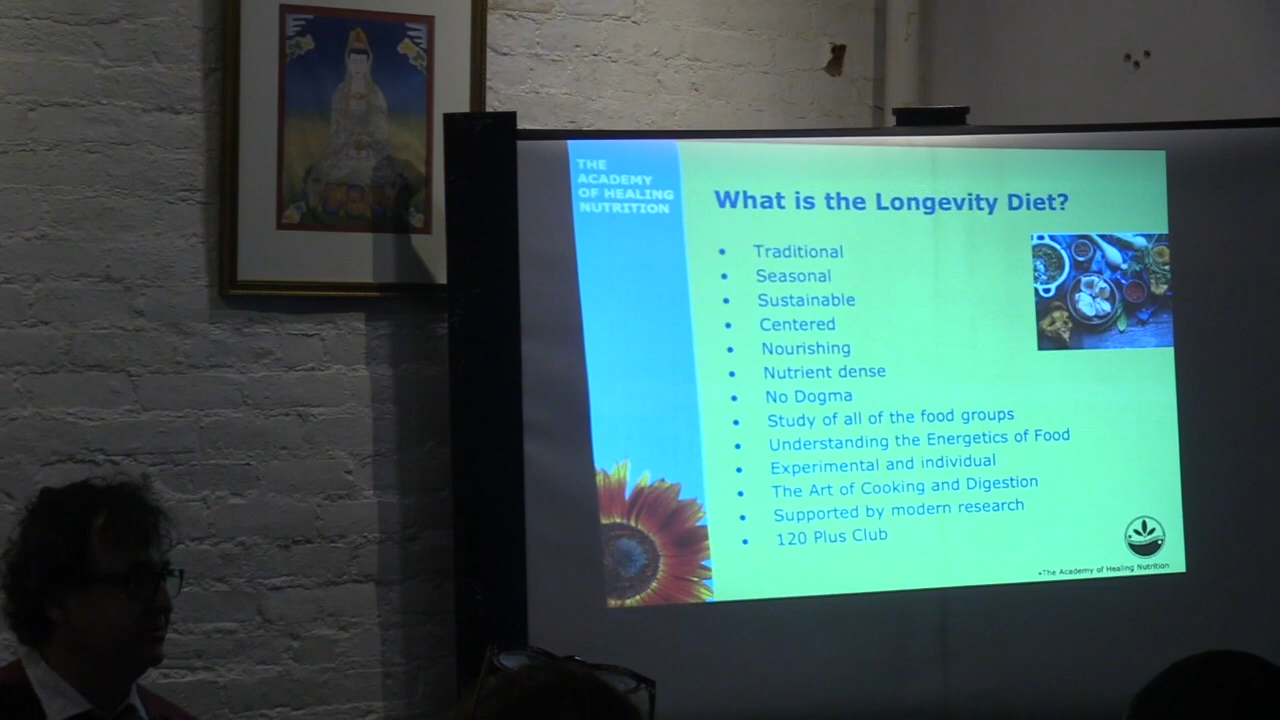 THE
ACADEMY
OF HEALING
NUTRITION
What is the Longevity Diet?
• Traditional
• Seasonal
• Sustainable
• Centered
• Nourishing
• Nutrient dense
• No Dogma
• Study of all of the food groups
• Understanding the Energetics of Food
• Experimental and individual
• The Art of Cooking and Digestion
• Supported by modern research
• 120 Plus Club
•The Academy of Healing Nutrition